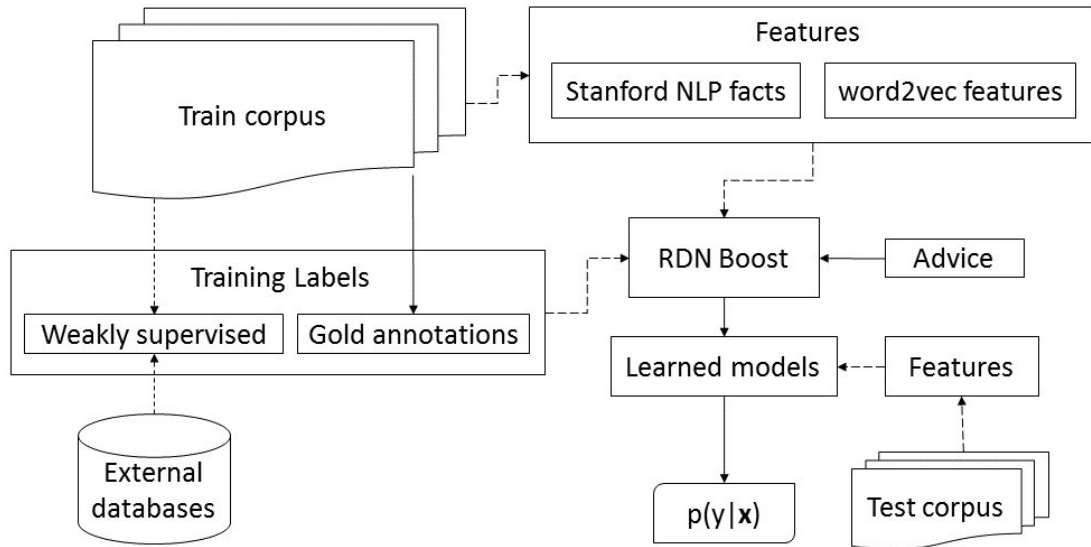 Features
Stanford NLP facts
word2vec features
Train corpus
RDN Boost
Advice
Training Labels
Weakly supervised
Gold annotations
Learned models
Features
External
databases
p(y|x)
Test corpus